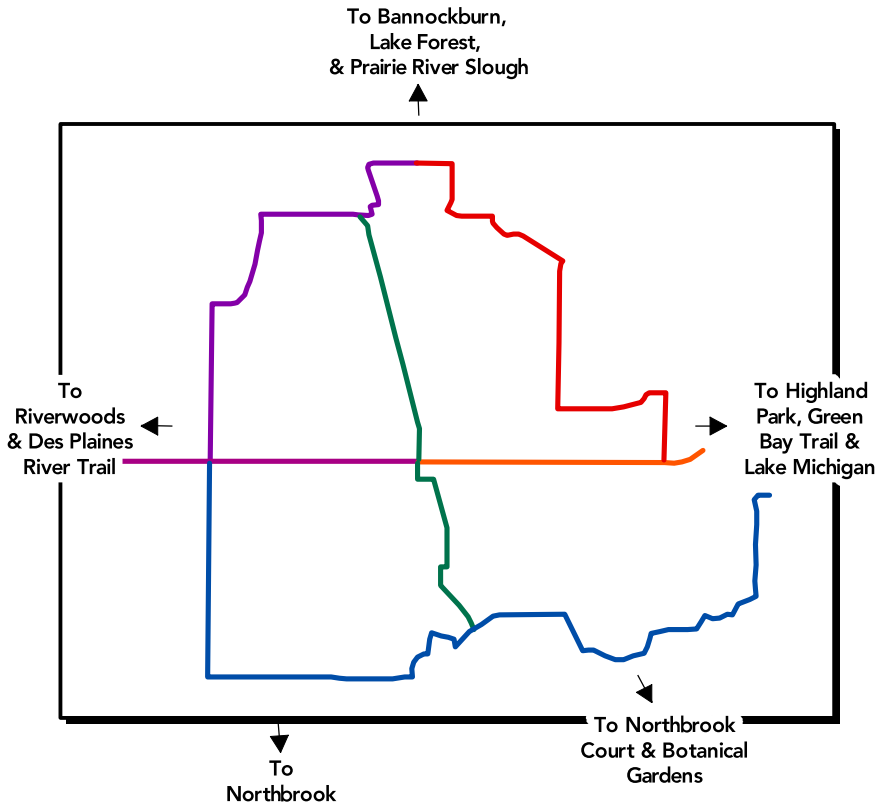 To Bannockburn,
Lake Forest,
& Prairie River Slough
To
Riverwoods
& Des Plaines
River Trail
To Highland
Park, Green
Bay Trail &
Lake Michigan
To Northbrook
Court & Botanical
Gardens
To
Northbrook